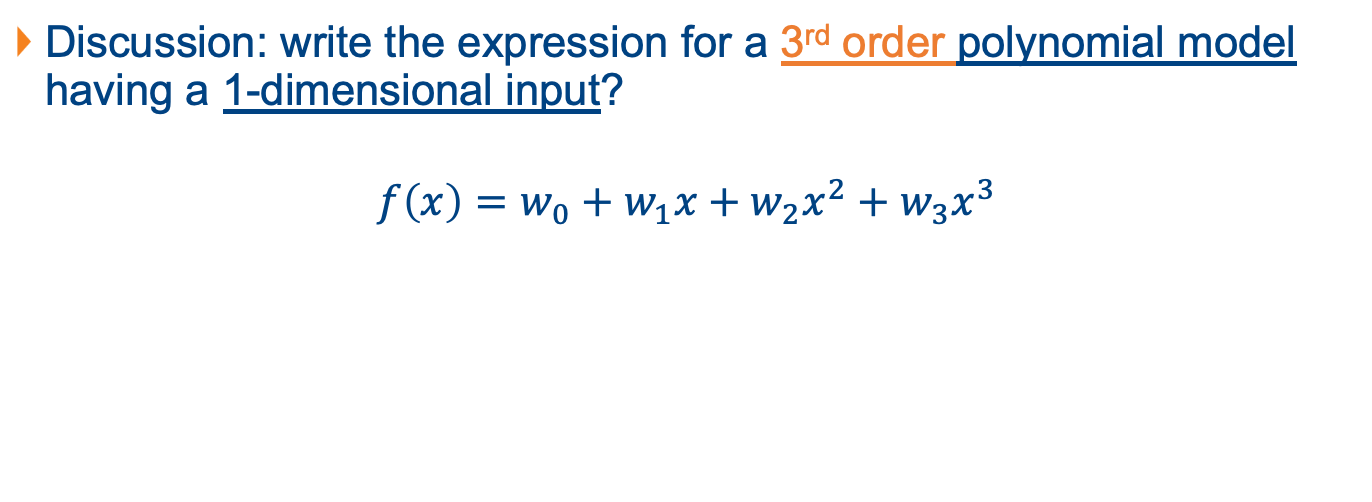 Discussion: write the expression for a 3rd order polynomial model
having a 1-dimensional input?
f(x) = w₀ + w₁x + w₂x² + w₃x³